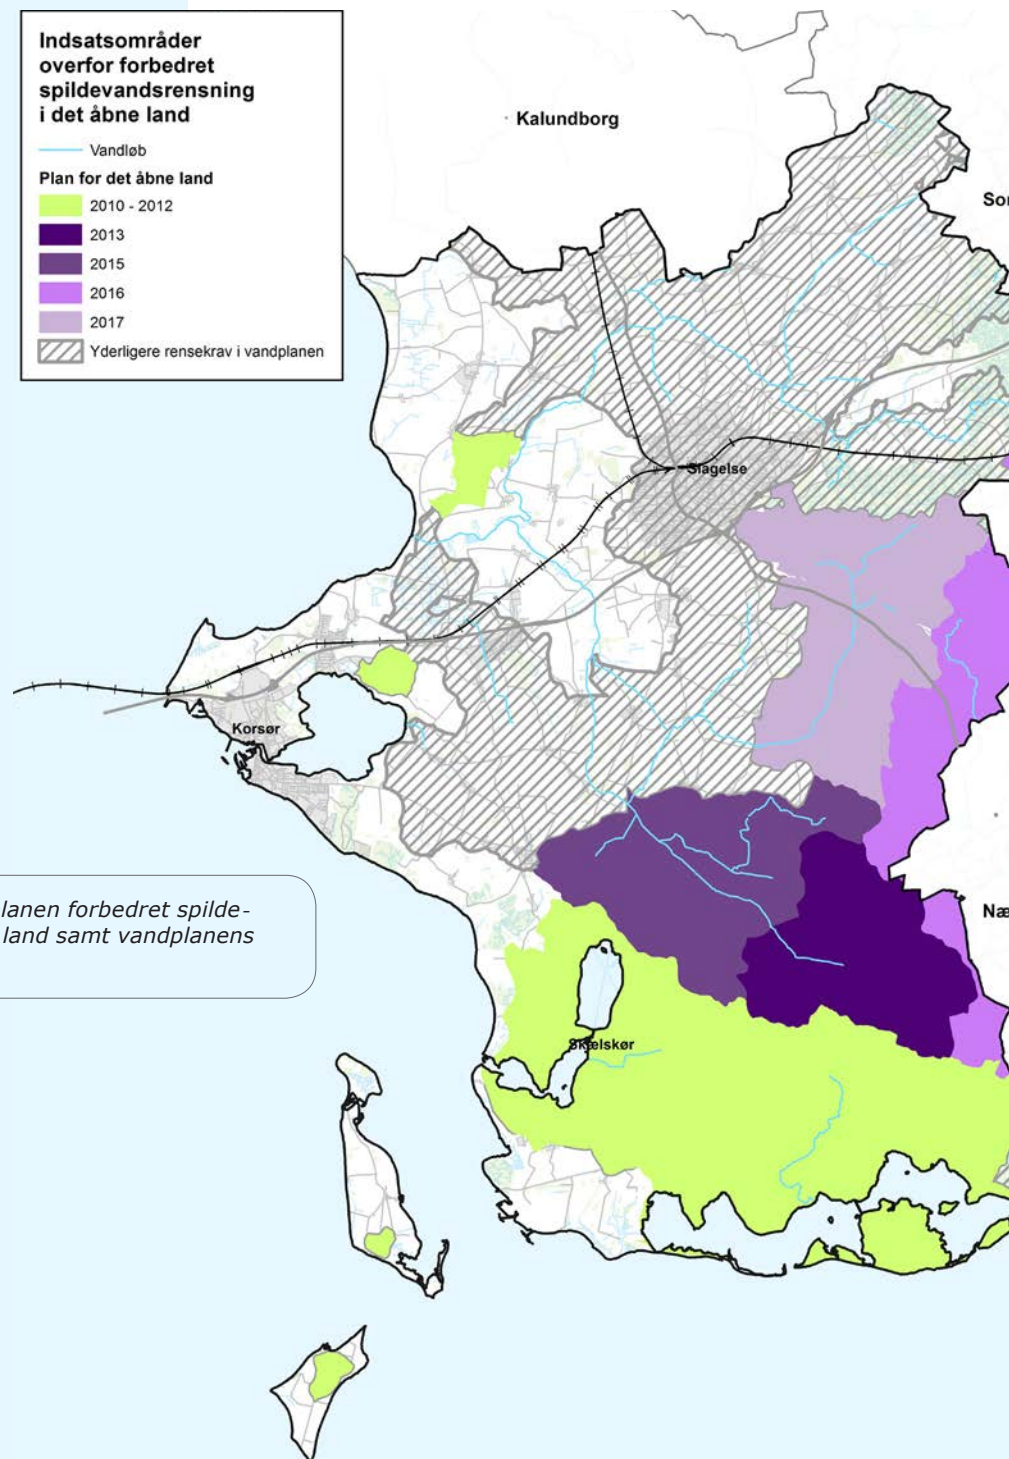 Indsatsområder
overfor forbedret
spildevandsrensning
i det åbne land
Vandløb
Plan for det åbne land
2010 - 2012
2013
2015
2016
2017
Yderligere rensekrav i vandplanen
Kalundborg
Sor
Slagelse
Korsør
lanen forbedret spilde-
land samt vandplanens
Næ
Skælskør